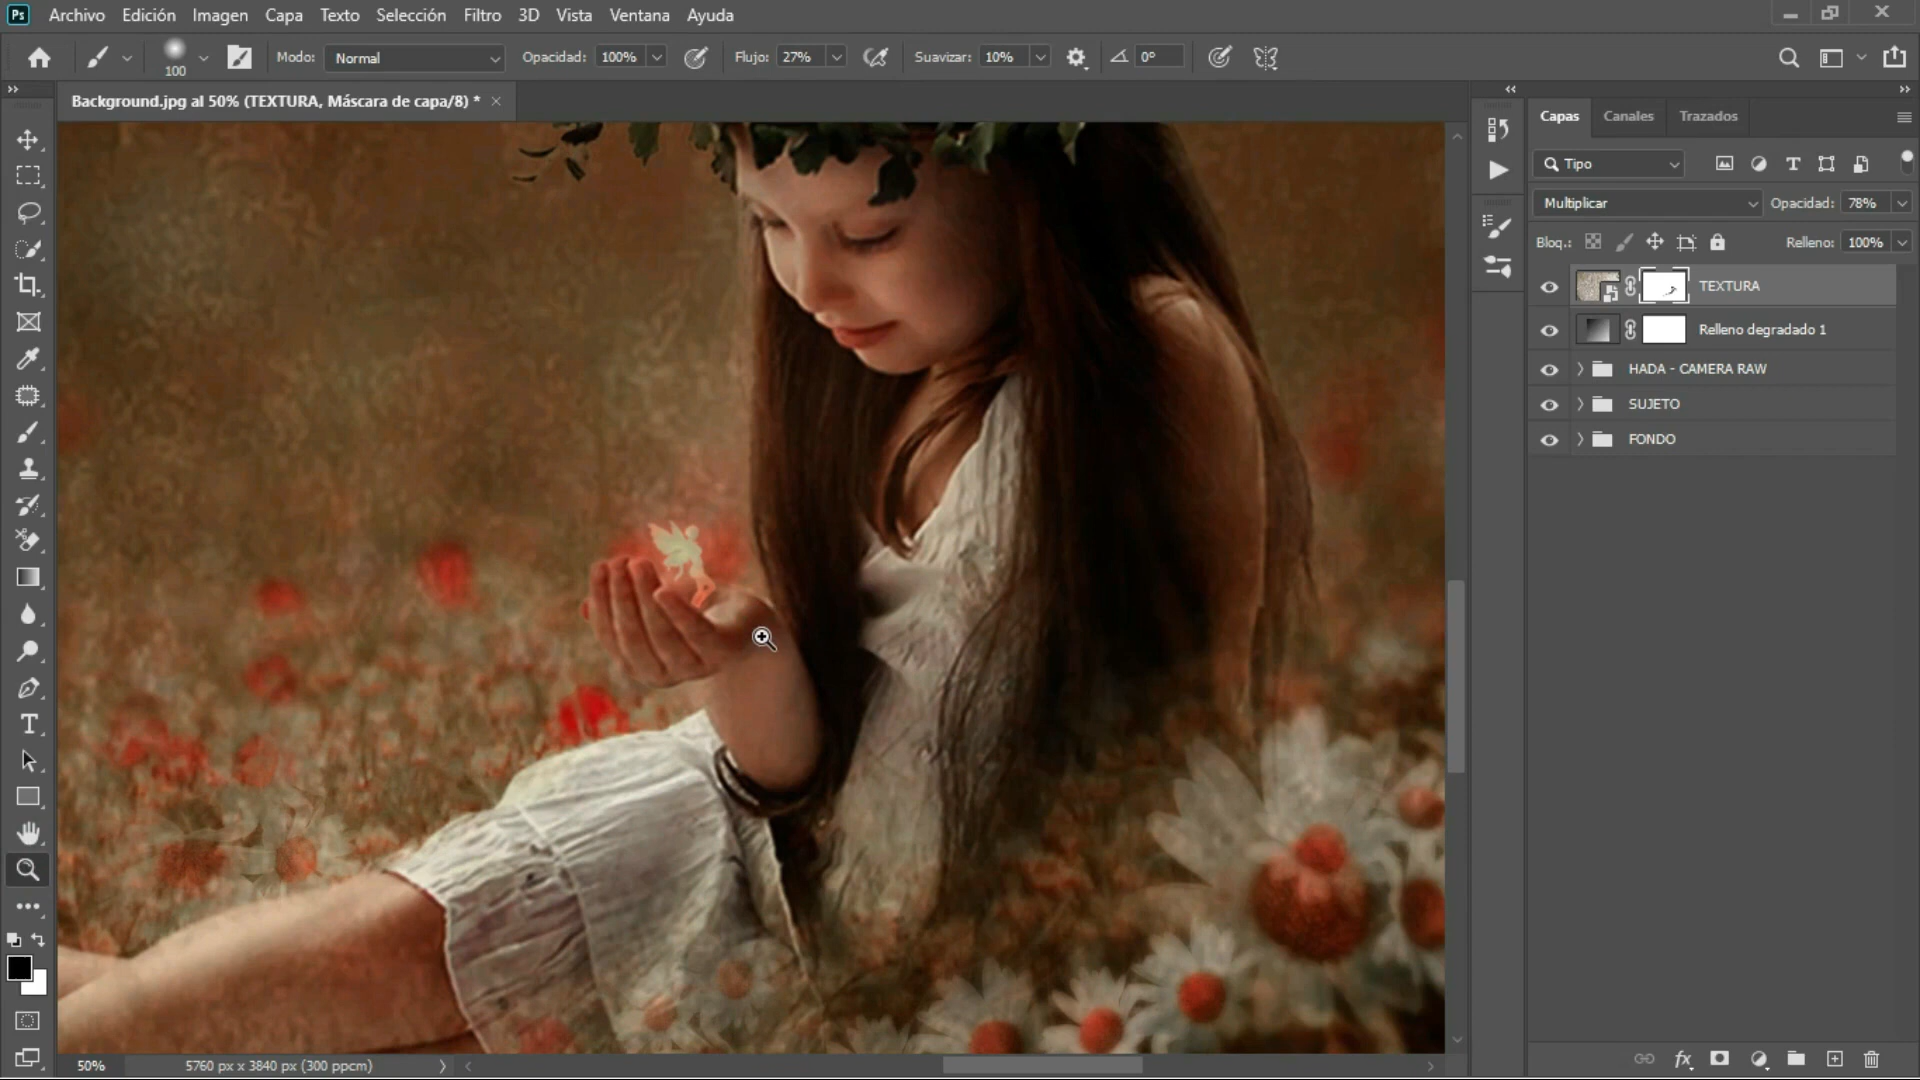 Ps Archivo Edición Imagen Capa Texto Selección Filtro 3D Vista Ventana Ayuda
100 Modo: Normal Opacidad: 100% Flujo: 27% Suavizar: 10% 0°
Background.jpg al 50% (TEXTURA, Máscara de capa/8) *
Capas Canales Trazados
Tipo
Multiplicar Opacidad: 78%
Bloq.: Relleno: 100%
TEXTURA
Relleno degradado 1
HADA - CAMERA RAW
SUJETO
FONDO
50% 5760 px x 3840 px (300 ppcm)